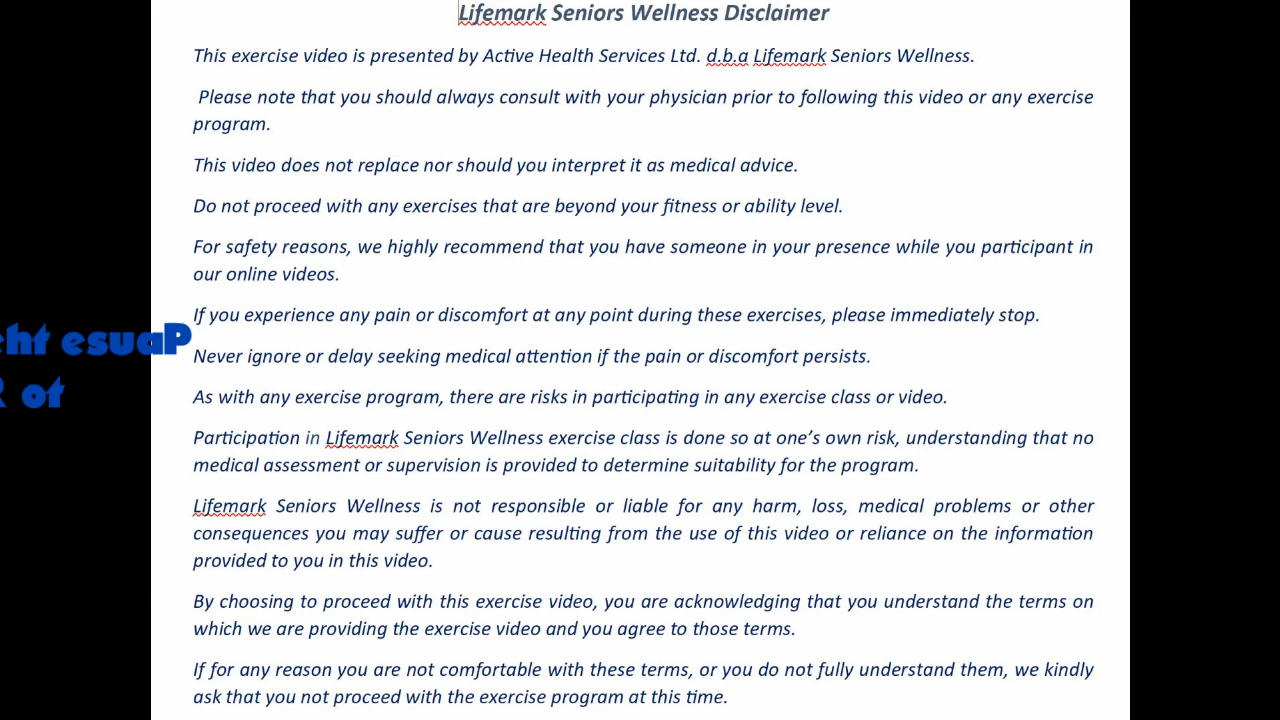 Lifemark Seniors Wellness Disclaimer
This exercise video is presented by Active Health Services Ltd. d.b.a Lifemark Seniors Wellness.
Please note that you should always consult with your physician prior to following this video or any exercise
program.
This video does not replace nor should you interpret it as medical advice.
Do not proceed with any exercises that are beyond your fitness or ability level.
For safety reasons, we highly recommend that you have someone in your presence while you participant in
our online videos.
If you experience any pain or discomfort at any point during these exercises, please immediately stop.
Never ignore or delay seeking medical attention if the pain or discomfort persists.
As with any exercise program, there are risks in participating in any exercise class or video.
Participation in Lifemark Seniors Wellness exercise class is done so at one’s own risk, understanding that no
medical assessment or supervision is provided to determine suitability for the program.
Lifemark Seniors Wellness is not responsible or liable for any harm, loss, medical problems or other
consequences you may suffer or cause resulting from the use of this video or reliance on the information
provided to you in this video.
By choosing to proceed with this exercise video, you are acknowledging that you understand the terms on
which we are providing the exercise video and you agree to those terms.
If for any reason you are not comfortable with these terms, or you do not fully understand them, we kindly
ask that you not proceed with the exercise program at this time.